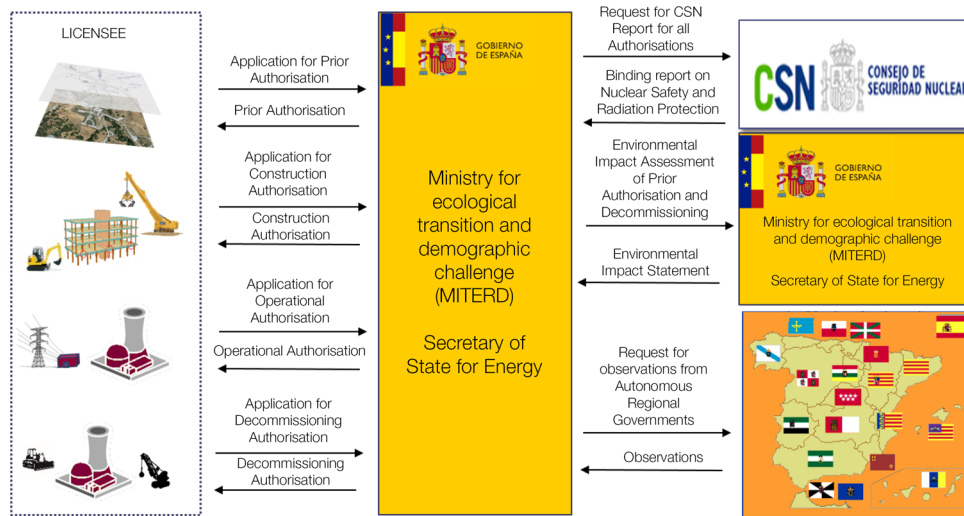 LICENSEE
Application for Prior
Authorisation
Prior Authorisation
Application for
Construction
Authorisation
Construction
Authorisation
Application for
Operational
Authorisation
Operational Authorisation
Application for
Decommissioning
Authorisation
Decommissioning
Authorisation
GOBIERNO
DE ESPAÑA
Ministry for
ecological
transition and
demographic
challenge
(MITERD)
Secretary of
State for Energy
Request for CSN
Report for all
Authorisations
Binding report on
Nuclear Safety and
Radiation Protection
Environmental
Impact Assessment
of Prior
Authorisation and
Decommissioning
Environmental
Impact Statement
Request for
observations from
Autonomous
Regional
Governments
Observations
CSN
CONSEJO DE
SEGURIDAD NUCLEAR
GOBIERNO
DE ESPAÑA
Ministry for ecological transition
and demographic challenge
(MITERD)
Secretary of State for Energy